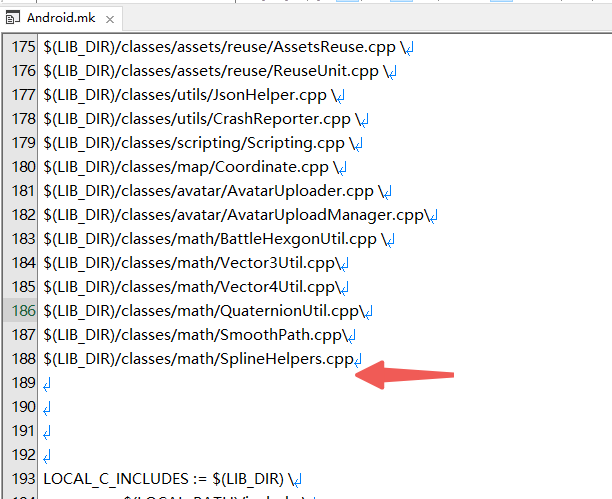 Android.mk
175 $(LIB_DIR)/classes/assets/reuse/AssetsReuse.cpp \
176 $(LIB_DIR)/classes/assets/reuse/ReuseUnit.cpp \
177 $(LIB_DIR)/classes/utils/JsonHelper.cpp \
178 $(LIB_DIR)/classes/utils/CrashReporter.cpp \
179 $(LIB_DIR)/classes/scripting/Scripting.cpp \
180 $(LIB_DIR)/classes/map/Coordinate.cpp \
181 $(LIB_DIR)/classes/avatar/AvatarUploader.cpp \
182 $(LIB_DIR)/classes/avatar/AvatarUploadManager.cpp\
183 $(LIB_DIR)/classes/math/BattleHexgonUtil.cpp \
184 $(LIB_DIR)/classes/math/Vector3Util.cpp\
185 $(LIB_DIR)/classes/math/Vector4Util.cpp\
186 $(LIB_DIR)/classes/math/QuaternionUtil.cpp\
187 $(LIB_DIR)/classes/math/SmoothPath.cpp\
188 $(LIB_DIR)/classes/math/SplineHelpers.cpp
189
190
191
192
193 LOCAL_C_INCLUDES := $(LIB_DIR) \